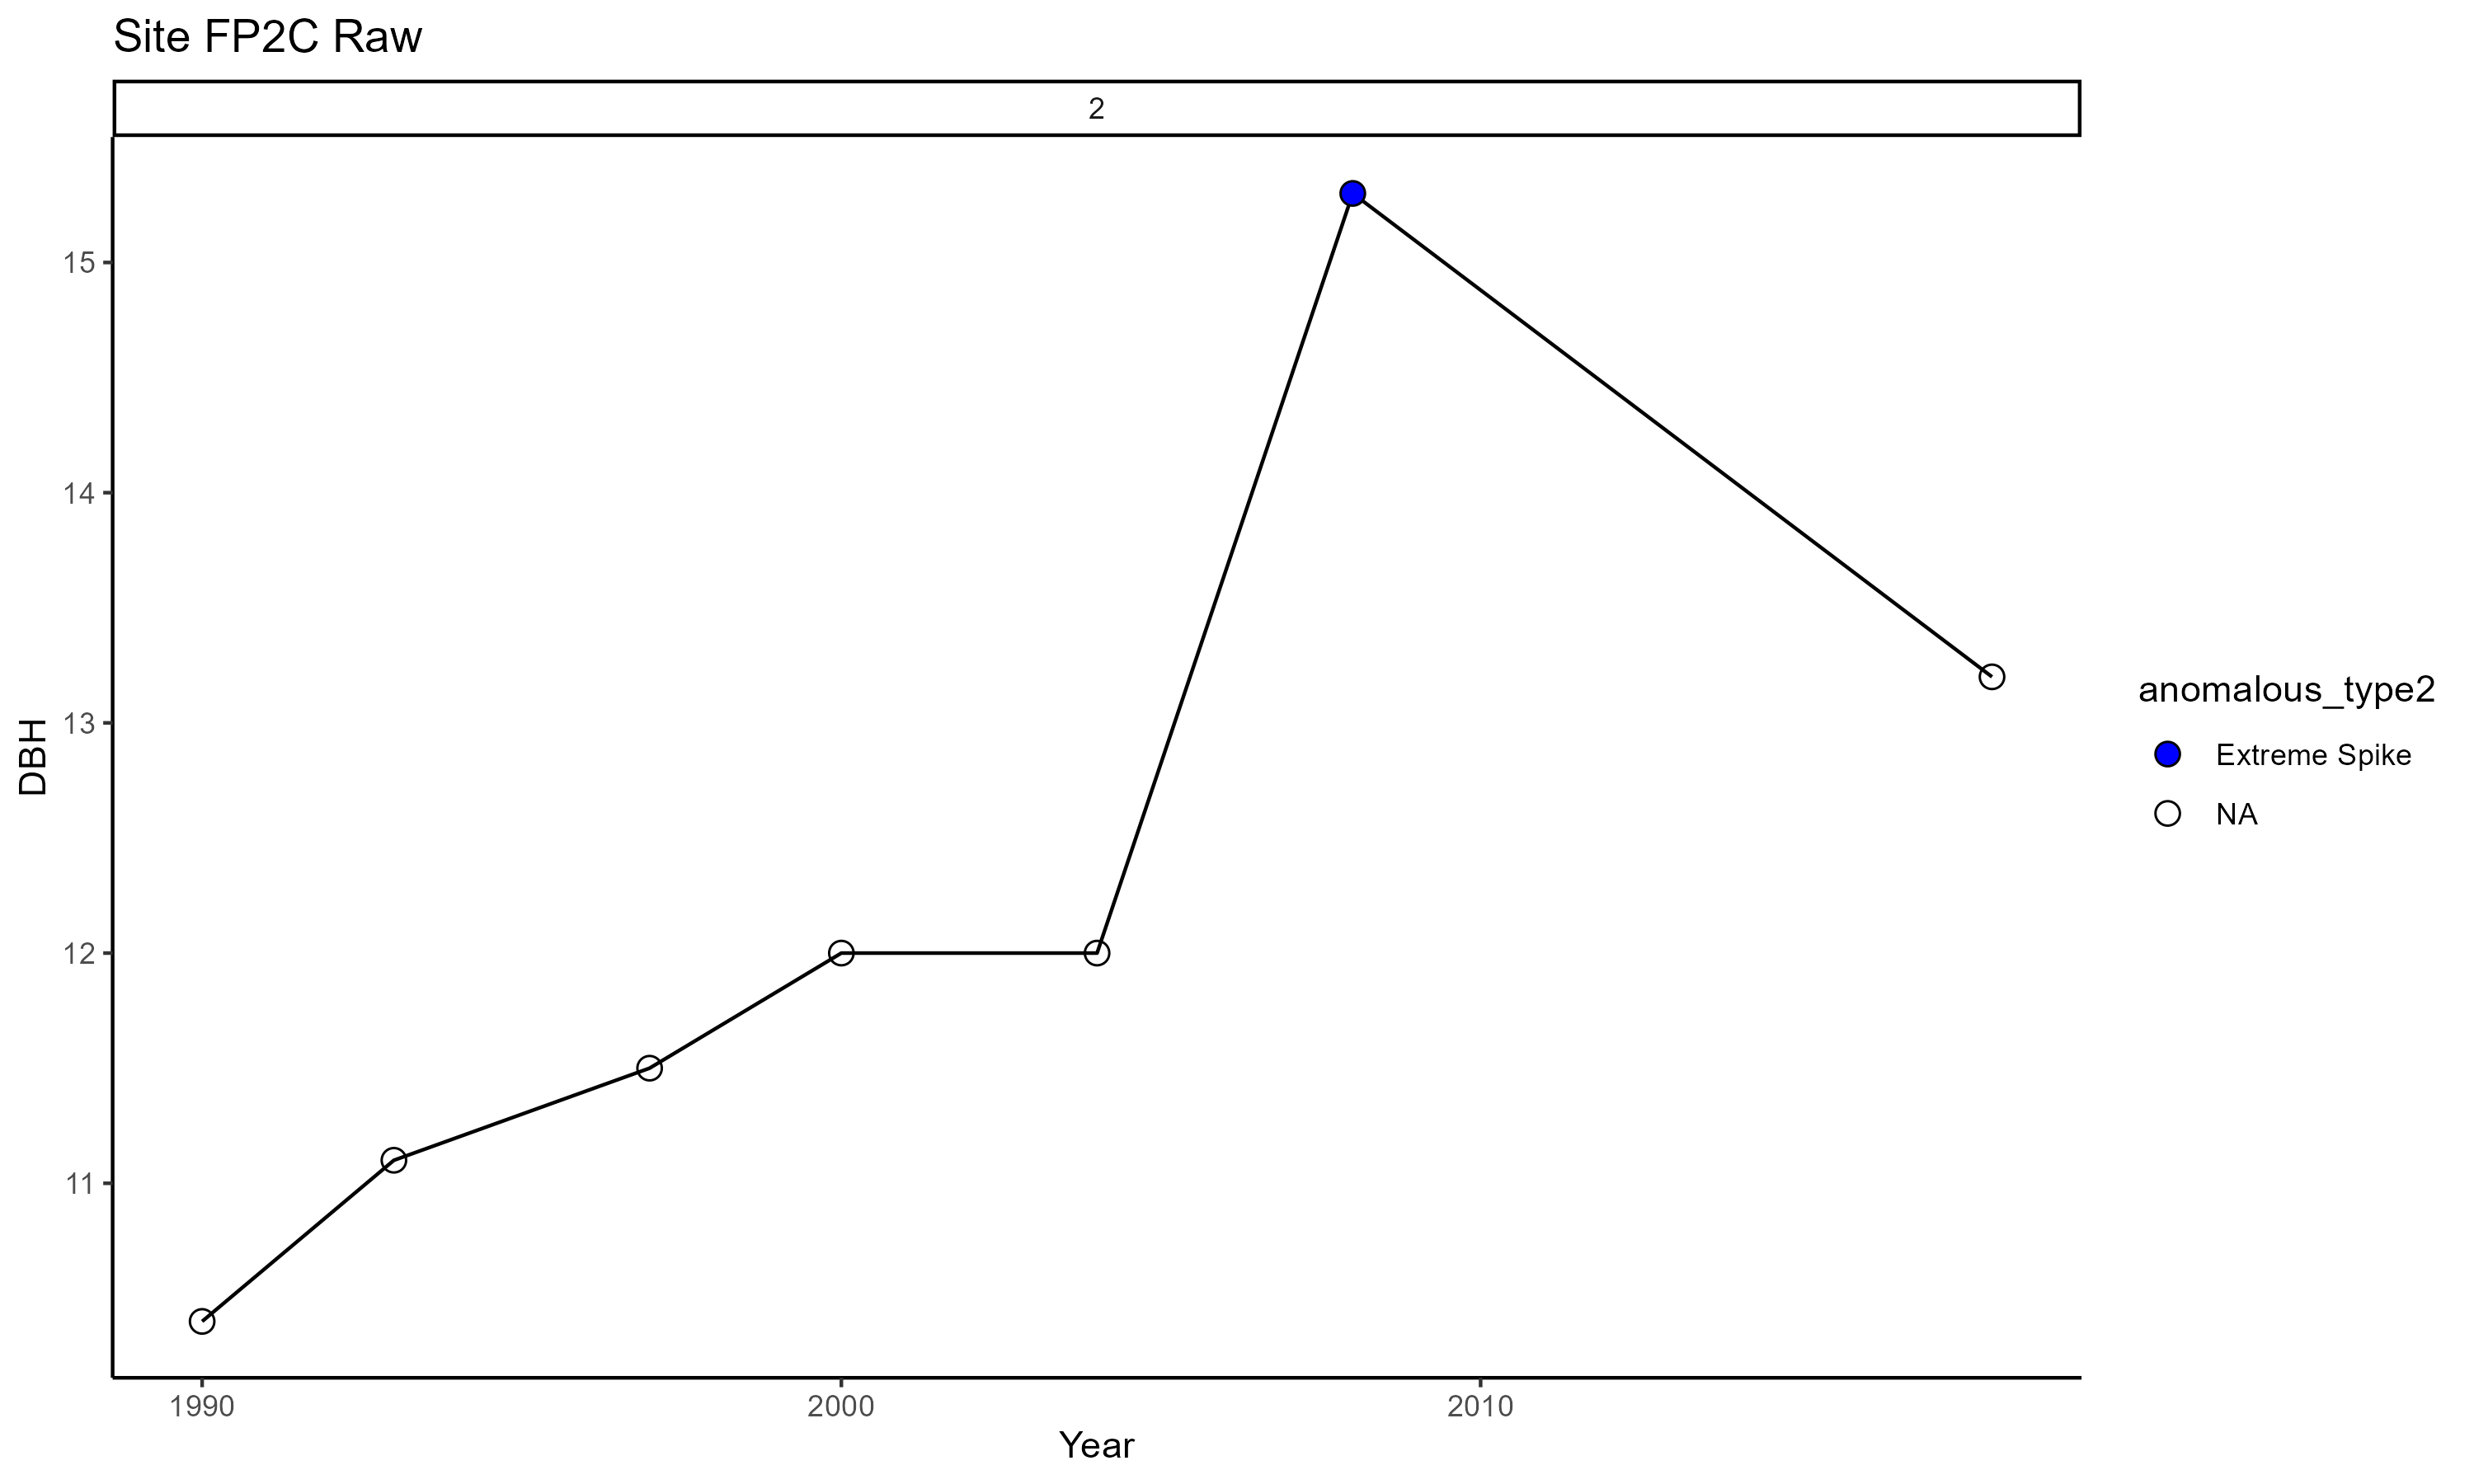 Site FP2C Raw
2
15
14
13
12
11
DBH
1990
2000
2010
Year
anomalous_type2
Extreme Spike
NA